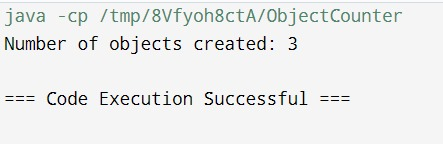 java -cp /tmp/8Vfyoh8ctA/ObjectCounter
Number of objects created: 3
=== Code Execution Successful ===